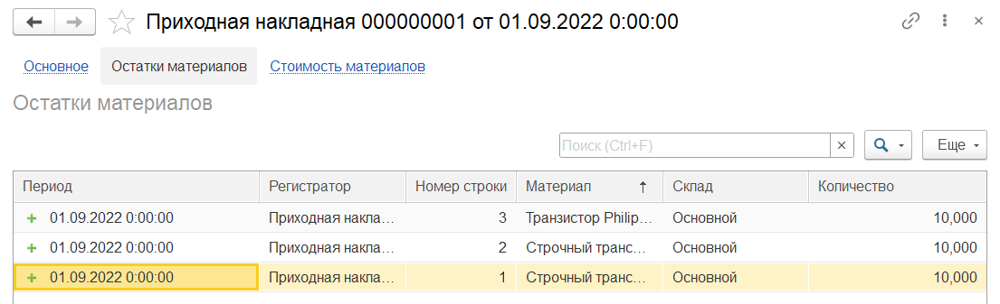 Приходная накладная 000000001 от 01.09.2022 0:00:00
Основное Остатки материалов Стоимость материалов
Остатки материалов
Поиск (Ctrl+F) × Еще
Период Регистратор Номер строки Материал ↑ Склад Количество
01.09.2022 0:00:00 Приходная накла... 3 Транзистор Philip... Основной 10,000
01.09.2022 0:00:00 Приходная накла... 2 Строчный транс... Основной 10,000
01.09.2022 0:00:00 Приходная накла... 1 Строчный транс... Основной 10,000